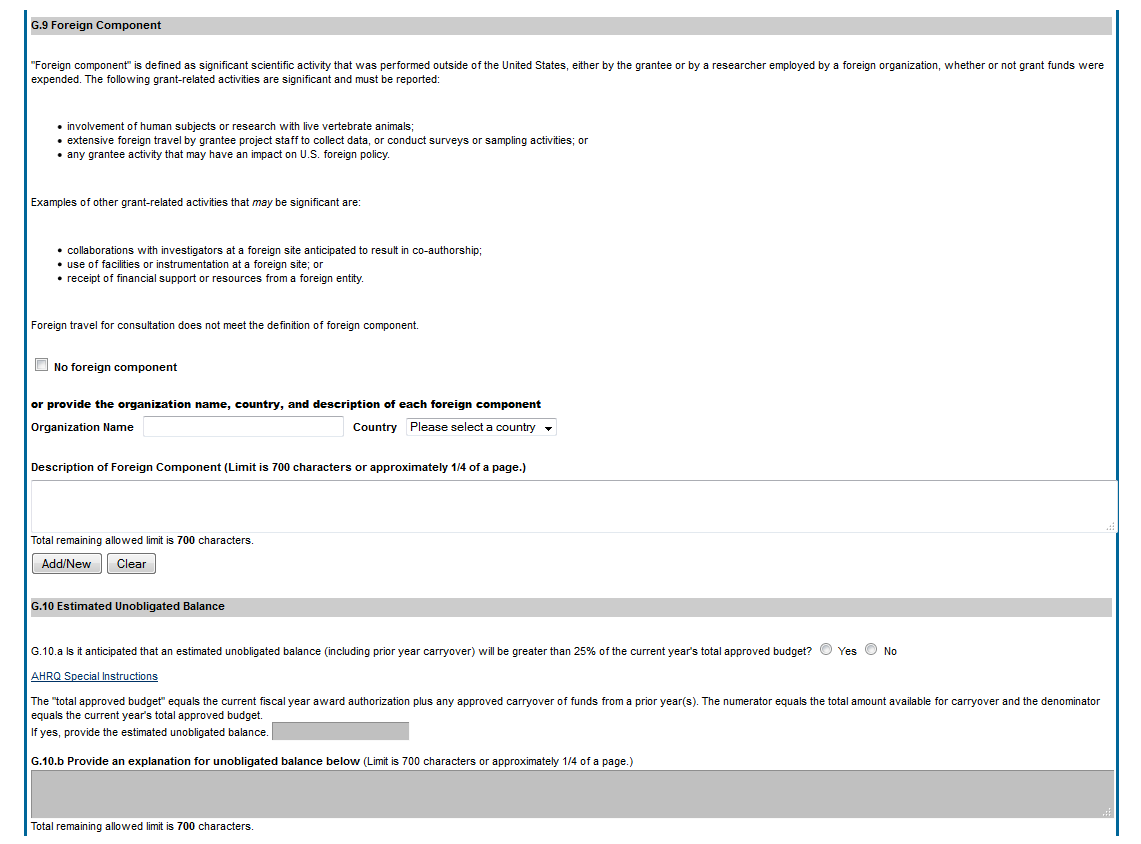 G.9 Foreign Component
"Foreign component" is defined as significant scientific activity that was performed outside of the United States, either by the grantee or by a researcher employed by a foreign organization, whether or not grant funds were
expended. The following grant-related activities are significant and must be reported:
• involvement of human subjects or research with live vertebrate animals;
• extensive foreign travel by grantee project staff to collect data, or conduct surveys or sampling activities; or
• any grantee activity that may have an impact on U.S. foreign policy.
Examples of other grant-related activities that may be significant are:
• collaborations with investigators at a foreign site anticipated to result in co-authorship;
• use of facilities or instrumentation at a foreign site; or
• receipt of financial support or resources from a foreign entity.
Foreign travel for consultation does not meet the definition of foreign component.
No foreign component
or provide the organization name, country, and description of each foreign component
Organization Name Country Please select a country
Description of Foreign Component (Limit is 700 characters or approximately 1/4 of a page.)
Total remaining allowed limit is 700 characters.
Add/New Clear
G.10 Estimated Unobligated Balance
G.10.a Is it anticipated that an estimated unobligated balance (including prior year carryover) will be greater than 25% of the current year's total approved budget? Yes No
AHRQ Special Instructions
The "total approved budget" equals the current fiscal year award authorization plus any approved carryover of funds from a prior year(s). The numerator equals the total amount available for carryover and the denominator
equals the current year's total approved budget.
If yes, provide the estimated unobligated balance.
G.10.b Provide an explanation for unobligated balance below (Limit is 700 characters or approximately 1/4 of a page.)
Total remaining allowed limit is 700 characters.